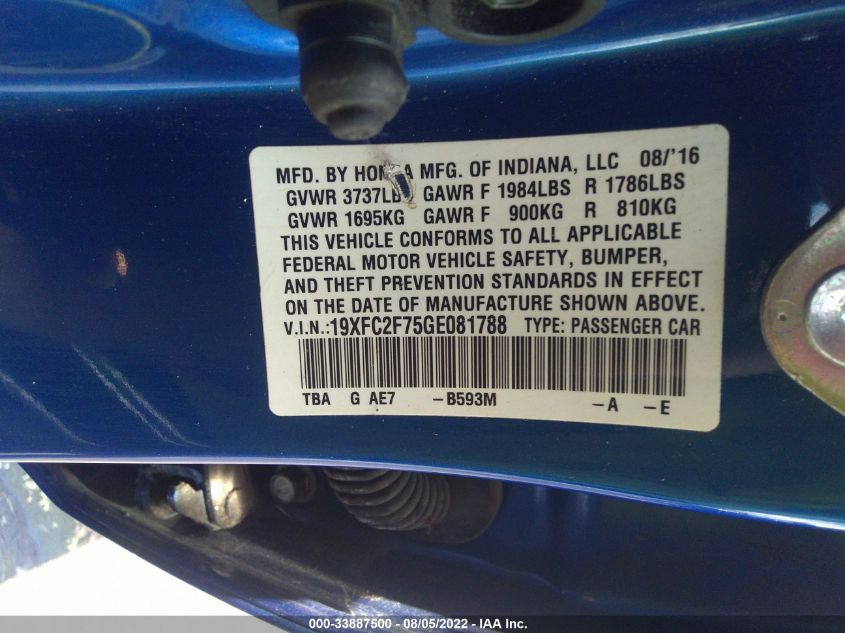 MFD. BY HONDA MFG. OF INDIANA, LLC 08/'16
GVWR 3737LB GAWR F 1984LBS R 1786LBS
GVWR 1695KG GAWR F 900KG R 810KG
THIS VEHICLE CONFORMS TO ALL APPLICABLE
FEDERAL MOTOR VEHICLE SAFETY, BUMPER,
AND THEFT PREVENTION STANDARDS IN EFFECT
ON THE DATE OF MANUFACTURE SHOWN ABOVE.
V.I.N.:19XFC2F75GE081788 TYPE: PASSENGER CAR
TBA G AE7 -B593M -A -E
000-33887500 - 08/05/2022 - IAA Inc.